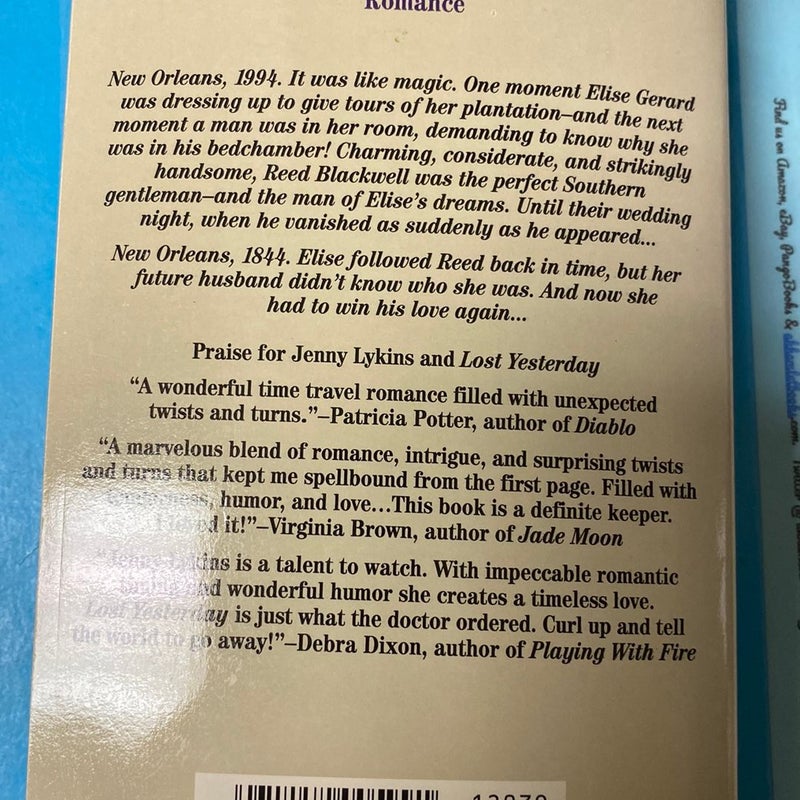 Romance
New Orleans, 1994. It was like magic. One moment Elise Gerard
was dressing up to give tours of her plantation—and the next
moment a man was in her room, demanding to know why she
was in his bedchamber! Charming, considerate, and strikingly
handsome, Reed Blackwell was the perfect Southern
gentleman—and the man of Elise's dreams. Until their wedding
night, when he vanished as suddenly as he appeared...
New Orleans, 1844. Elise followed Reed back in time, but her
future husband didn't know who she was. And now she
had to win his love again...
Praise for Jenny Lykins and Lost Yesterday
"A wonderful time travel romance filled with unexpected
twists and turns."—Patricia Potter, author of Diablo
"A marvelous blend of romance, intrigue, and surprising twists
and turns that kept me spellbound from the first page. Filled with
humor, and love...This book is a definite keeper.
it!"—Virginia Brown, author of Jade Moon
"Jenny Lykins is a talent to watch. With impeccable romantic
and wonderful humor she creates a timeless love.
Lost Yesterday is just what the doctor ordered. Curl up and tell
the world to go away!"—Debra Dixon, author of Playing With Fire
Find us on Amazon, eBay, PangoBooks &